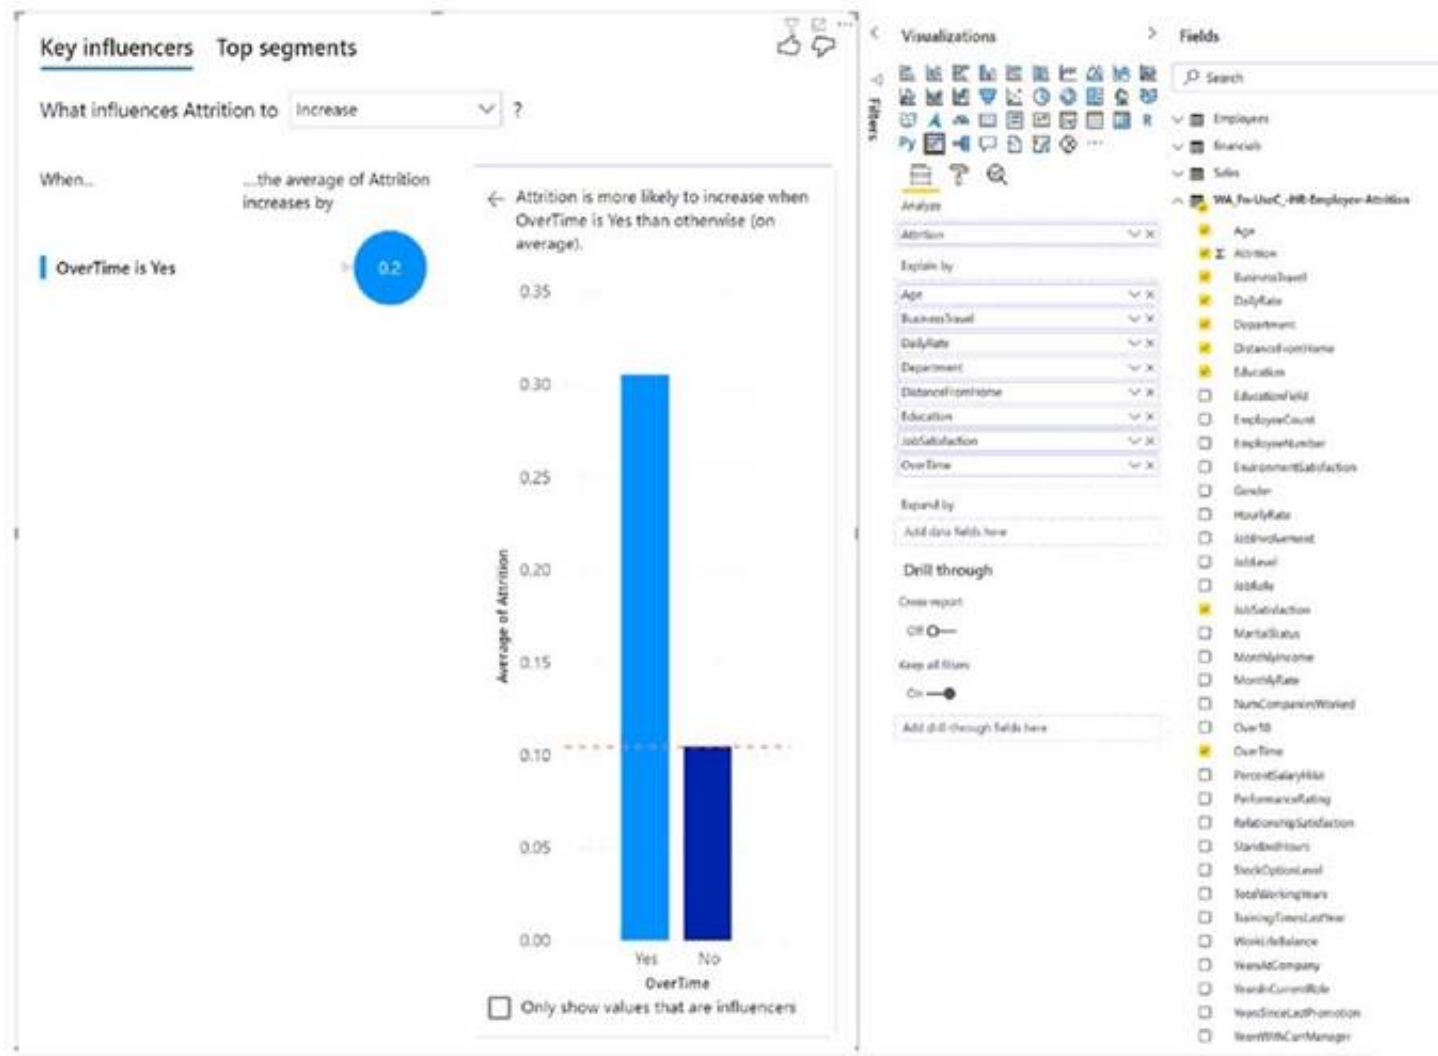 Key influencers Top segments
What influences Attrition to Increase ?
When...
...the average of Attrition
increases by
OverTime is Yes
0.2
Attrition is more likely to increase when
OverTime is Yes than otherwise (on
average).
0.35
0.30
0.25
0.20
0.15
0.10
0.05
0.00
Average of Attrition
Yes No
OverTime
Only show values that are influencers
Filters
Visualizations
R
Py
Analyze
Attrition
Explain by
Age
BusinessTravel
DailyRate
Department
DistanceFromHome
Education
JobSatisfaction
OverTime
Expand by
Add data fields here
Drill through
Cross-report
Off
Keep all filters
On
Add drill-through fields here
Fields
Search
Employees
financials
Sales
WA_Fn-UseC_-HR-Employee-Attrition
Age
Σ Attrition
BusinessTravel
DailyRate
Department
DistanceFromHome
Education
EducationField
EmployeeCount
EmployeeNumber
EnvironmentSatisfaction
Gender
HourlyRate
JobInvolvement
JobLevel
JobRole
JobSatisfaction
MaritalStatus
MonthlyIncome
MonthlyRate
NumCompaniesWorked
Over18
OverTime
PercentSalaryHike
PerformanceRating
RelationshipSatisfaction
StandardHours
StockOptionLevel
TotalWorkingYears
TrainingTimesLastYear
WorkLifeBalance
YearsAtCompany
YearsInCurrentRole
YearsSinceLastPromotion
YearsWithCurrManager